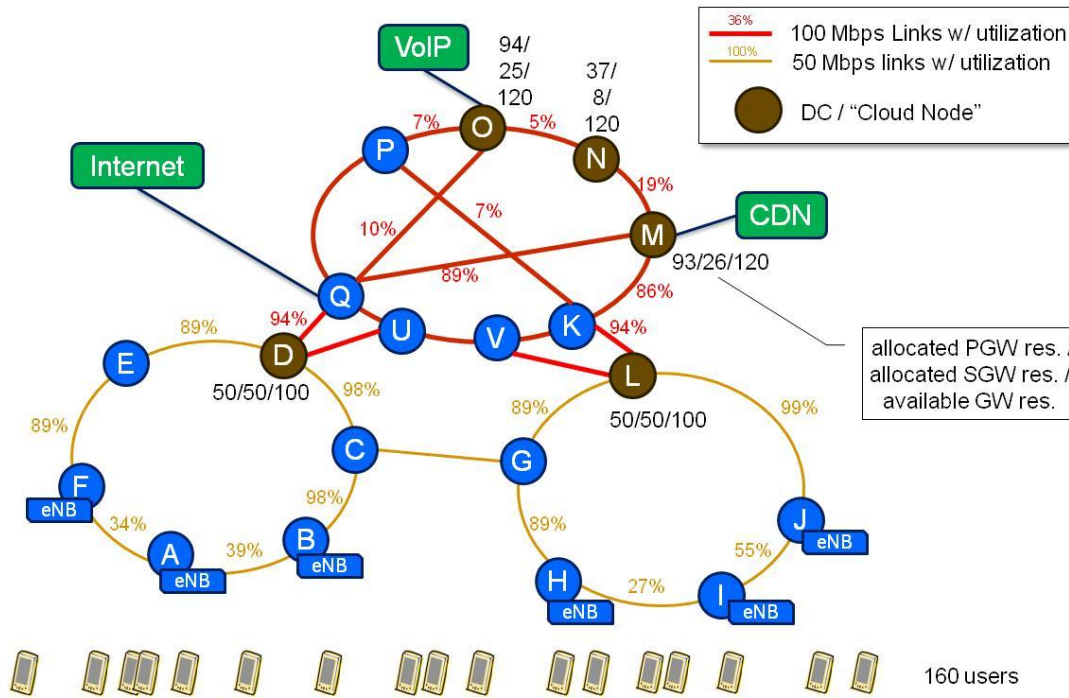 VoIP
94/
25/
120
37/
8/
120
36%
100 Mbps Links w/ utilization
100%
50 Mbps links w/ utilization
DC / “Cloud Node”
7%
O
5%
P
N
Internet
19%
7%
10%
M
CDN
89%
93/26/120
Q
86%
94%
U
V
K
94%
89%
D
E
50/50/100
98%
L
50/50/100
allocated PGW res. /
allocated SGW res. /
available GW res.
89%
99%
89%
C
G
F
eNB
98%
89%
34%
A
eNB
39%
B
eNB
J
eNB
55%
H
eNB
27%
I
eNB
160 users